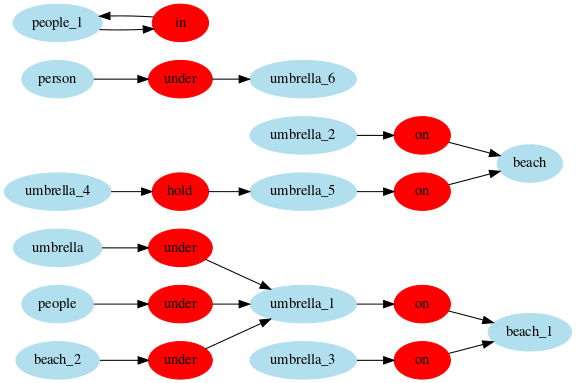 people_1 in
person under umbrella_6
umbrella_2 on
beach
umbrella_4 hold umbrella_5 on
umbrella under
people under umbrella_1 on
beach_1
beach_2 under umbrella_3 on